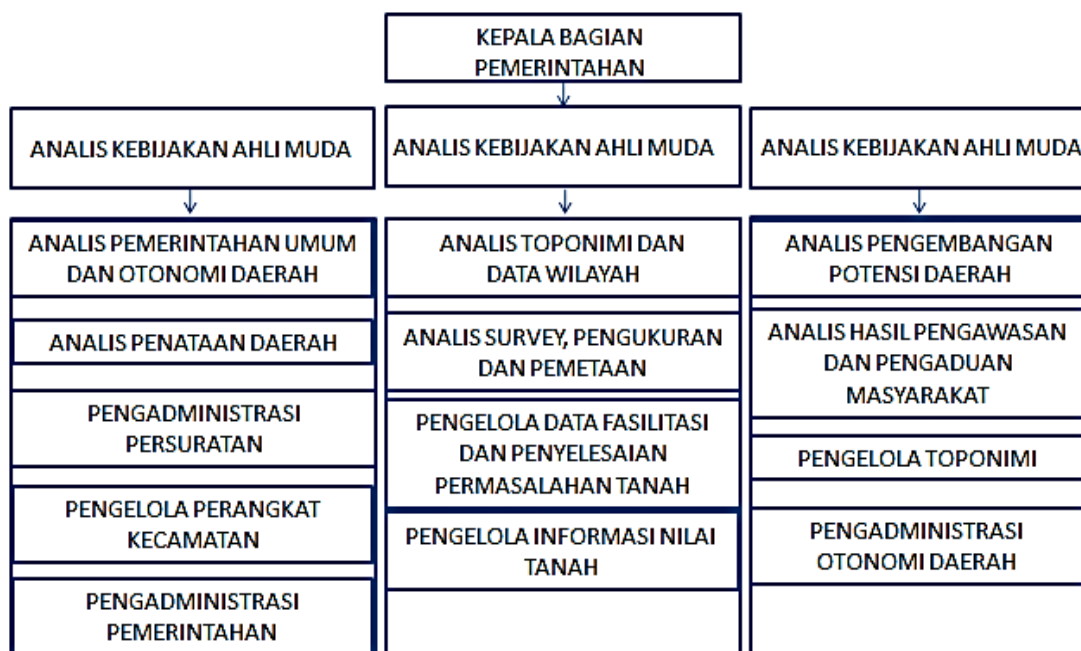 KEPALA BAGIAN
PEMERINTAHAN
ANALIS KEBIJAKAN AHLI MUDA
ANALIS KEBIJAKAN AHLI MUDA
ANALIS KEBIJAKAN AHLI MUDA
ANALIS PEMERINTAHAN UMUM
DAN OTONOMI DAERAH
ANALIS PENATAAN DAERAH
PENGADMINISTRASI
PERSURATAN
PENGELOLA PERANGKAT
KECAMATAN
PENGADMINISTRASI
PEMERINTAHAN
ANALIS TOPONIMI DAN
DATA WILAYAH
ANALIS SURVEY, PENGUKURAN
DAN PEMETAAN
PENGELOLA DATA FASILITASI
DAN PENYELESAIAN
PERMASALAHAN TANAH
PENGELOLA INFORMASI NILAI
TANAH
ANALIS PENGEMBANGAN
POTENSI DAERAH
ANALIS HASIL PENGAWASAN
DAN PENGADUAN
MASYARAKAT
PENGELOLA TOPONIMI
PENGADMINISTRASI
OTONOMI DAERAH